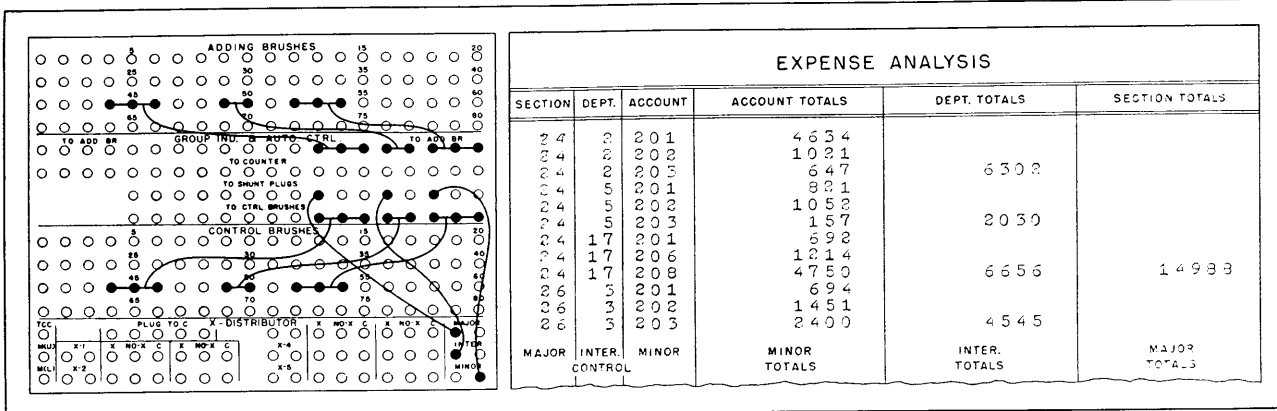 ADDING BRUSHES
5 15 20
25 30 35 40
45 50 55 60
65 70 75 80
TO ADD BR GROUP IND. & AUTO CTRL TO ADD BR
TO COUNTER
TO SHUNT PLUGS
TO CTRL BRUSHES
CONTROL BRUSHES
5 15 20
25 30 35 40
45 50 55 60
65 70 75 80
TGC PLUG TO C X-DISTRIBUTOR X NO-X C X NO-X C MAJOR
M(U) X-1 X NO-X C X NO-X C X-4 INTER
M(L) X-2 X-5 MINOR
EXPENSE ANALYSIS
SECTION DEPT. ACCOUNT ACCOUNT TOTALS DEPT. TOTALS SECTION TOTALS
24 2 201 4634
24 2 202 1021
24 2 203 647 6302
24 5 201 821
24 5 202 1052
24 5 203 157 2030
24 17 201 692
24 17 206 1214
24 17 208 4750 6656 14988
26 3 201 694
26 3 202 1451
26 3 203 2400 4545
MAJOR INTER. MINOR MINOR INTER. MAJOR
CONTROL TOTALS TOTALS TOTALS